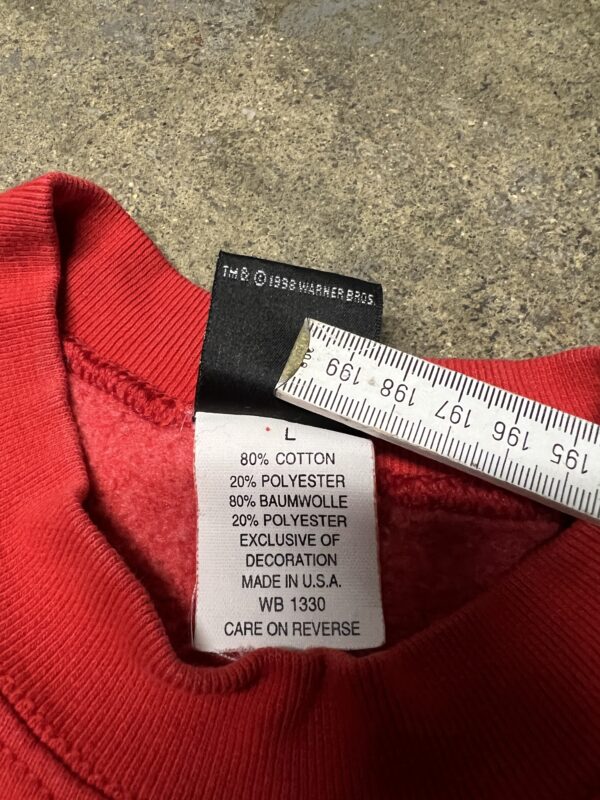 TM& © 1998 WARNER BROS.
200
199 198 197 196 195
L
80% COTTON
20% POLYESTER
80% BAUMWOLLE
20% POLYESTER
EXCLUSIVE OF
DECORATION
MADE IN U.S.A.
WB 1330
CARE ON REVERSE